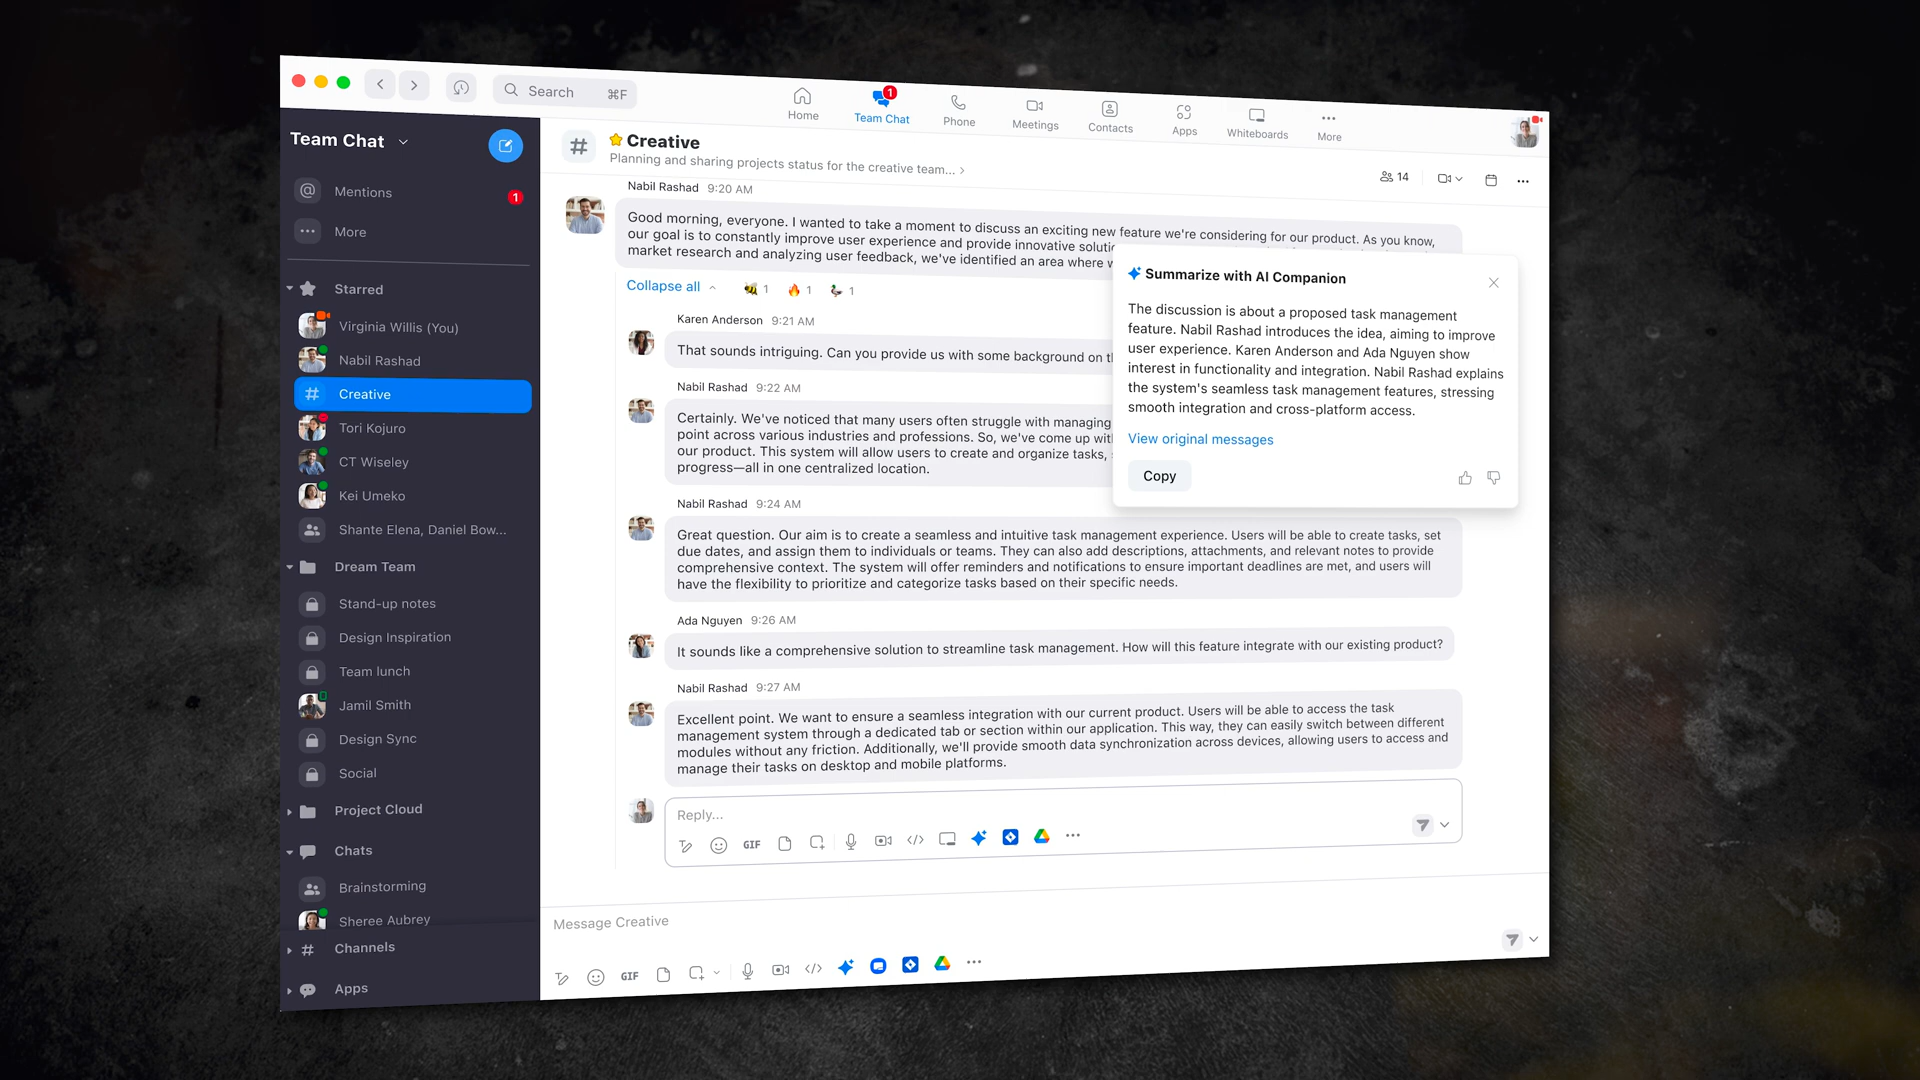 Search ⌘F
Home
1
Team Chat
Phone
Meetings
Contacts
Apps
Whiteboards
More
Team Chat
Mentions 1
More
Starred
Virginia Willis (You)
Nabil Rashad
Creative
Tori Kojuro
CT Wiseley
Kei Umeko
Shante Elena, Daniel Bow...
Dream Team
Stand-up notes
Design Inspiration
Team lunch
Jamil Smith
Design Sync
Social
Project Cloud
Chats
Brainstorming
Sheree Aubrey
Channels
Apps
Creative
Planning and sharing projects status for the creative team...
14
Nabil Rashad 9:20 AM
Good morning, everyone. I wanted to take a moment to discuss an exciting new feature we're considering for our product. As you know,
our goal is to constantly improve user experience and provide innovative
market research and analyzing user feedback, we've identified an area where
Collapse all 1 1 1
Karen Anderson 9:21 AM
That sounds intriguing. Can you provide us with some background on
Nabil Rashad 9:22 AM
Certainly. We've noticed that many users often struggle with managing
point across various industries and professions. So, we've come up
our product. This system will allow users to create and organize tasks,
progress—all in one centralized location.
Nabil Rashad 9:24 AM
Great question. Our aim is to create a seamless and intuitive task management experience. Users will be able to create tasks, set
due dates, and assign them to individuals or teams. They can also add descriptions, attachments, and relevant notes to provide
comprehensive context. The system will offer reminders and notifications to ensure important deadlines are met, and users will
have the flexibility to prioritize and categorize tasks based on their specific needs.
Ada Nguyen 9:26 AM
It sounds like a comprehensive solution to streamline task management. How will this feature integrate with our existing product?
Nabil Rashad 9:27 AM
Excellent point. We want to ensure a seamless integration with our current product. Users will be able to access the task
management system through a dedicated tab or section within our application. This way, they can easily switch between different
modules without any friction. Additionally, we'll provide smooth data synchronization across devices, allowing users to access and
manage their tasks on desktop and mobile platforms.
Reply...
GIF
Message Creative
GIF
Summarize with AI Companion
The discussion is about a proposed task management
feature. Nabil Rashad introduces the idea, aiming to improve
user experience. Karen Anderson and Ada Nguyen show
interest in functionality and integration. Nabil Rashad explains
the system's seamless task management features, stressing
smooth integration and cross-platform access.
View original messages
Copy